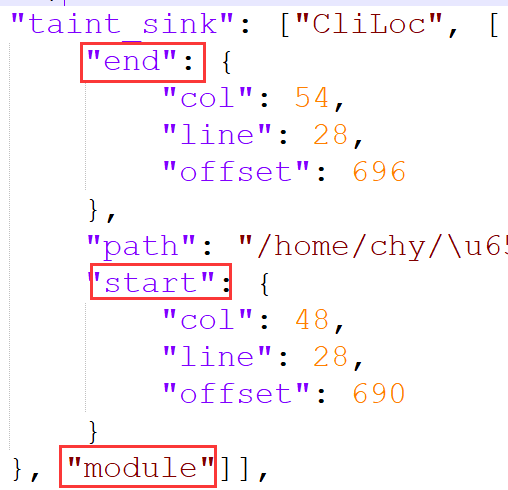 "taint_sink": ["CliLoc", [
"end": {
"col": 54,
"line": 28,
"offset": 696
},
"path": "/home/chy/\u65
"start": {
"col": 48,
"line": 28,
"offset": 690
}
}, "module"]],